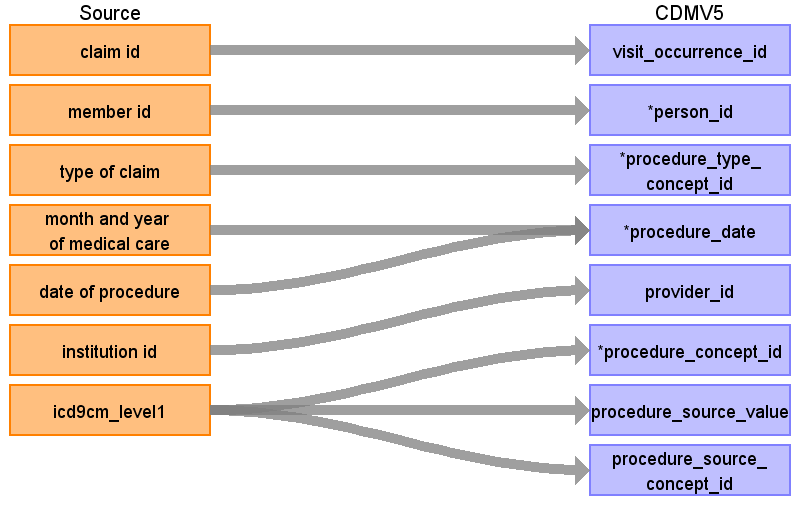 Source
CDMV5
claim id
visit_occurrence_id
member id
*person_id
type of claim
*procedure_type_
concept_id
month and year
of medical care
*procedure_date
date of procedure
provider_id
institution id
*procedure_concept_id
icd9cm_level1
procedure_source_value
procedure_source_
concept_id